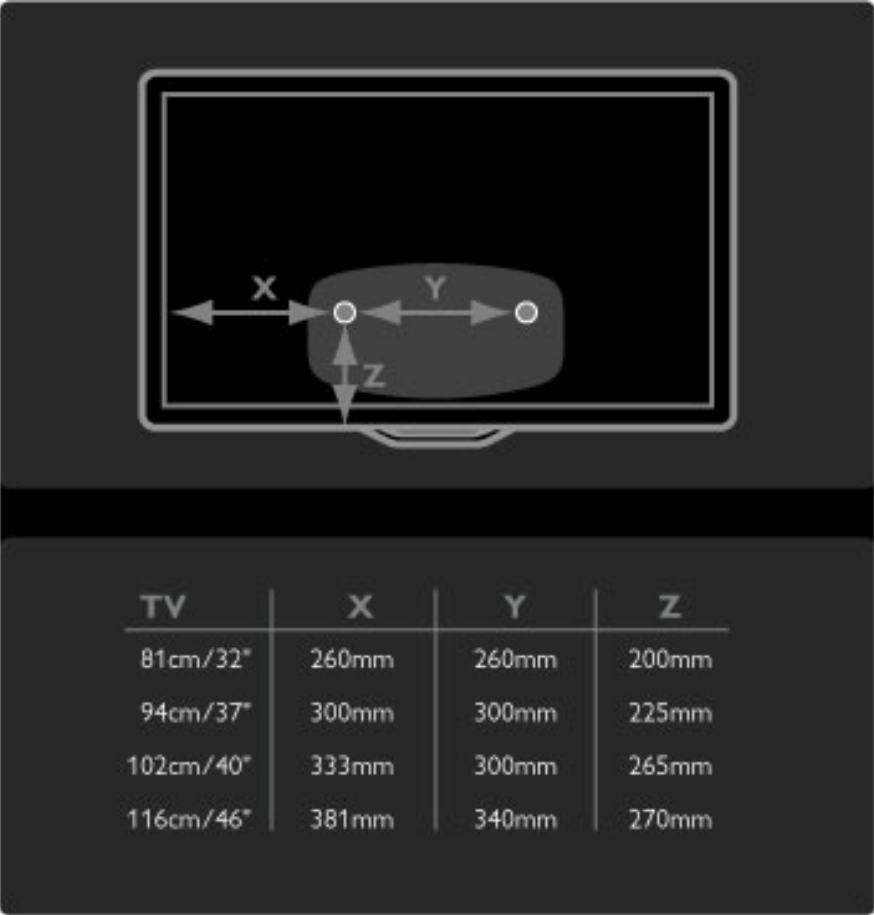 X Y
Z
TV X Y Z
81cm/32" 260mm 260mm 200mm
94cm/37" 300mm 300mm 225mm
102cm/40" 333mm 300mm 265mm
116cm/46" 381mm 340mm 270mm